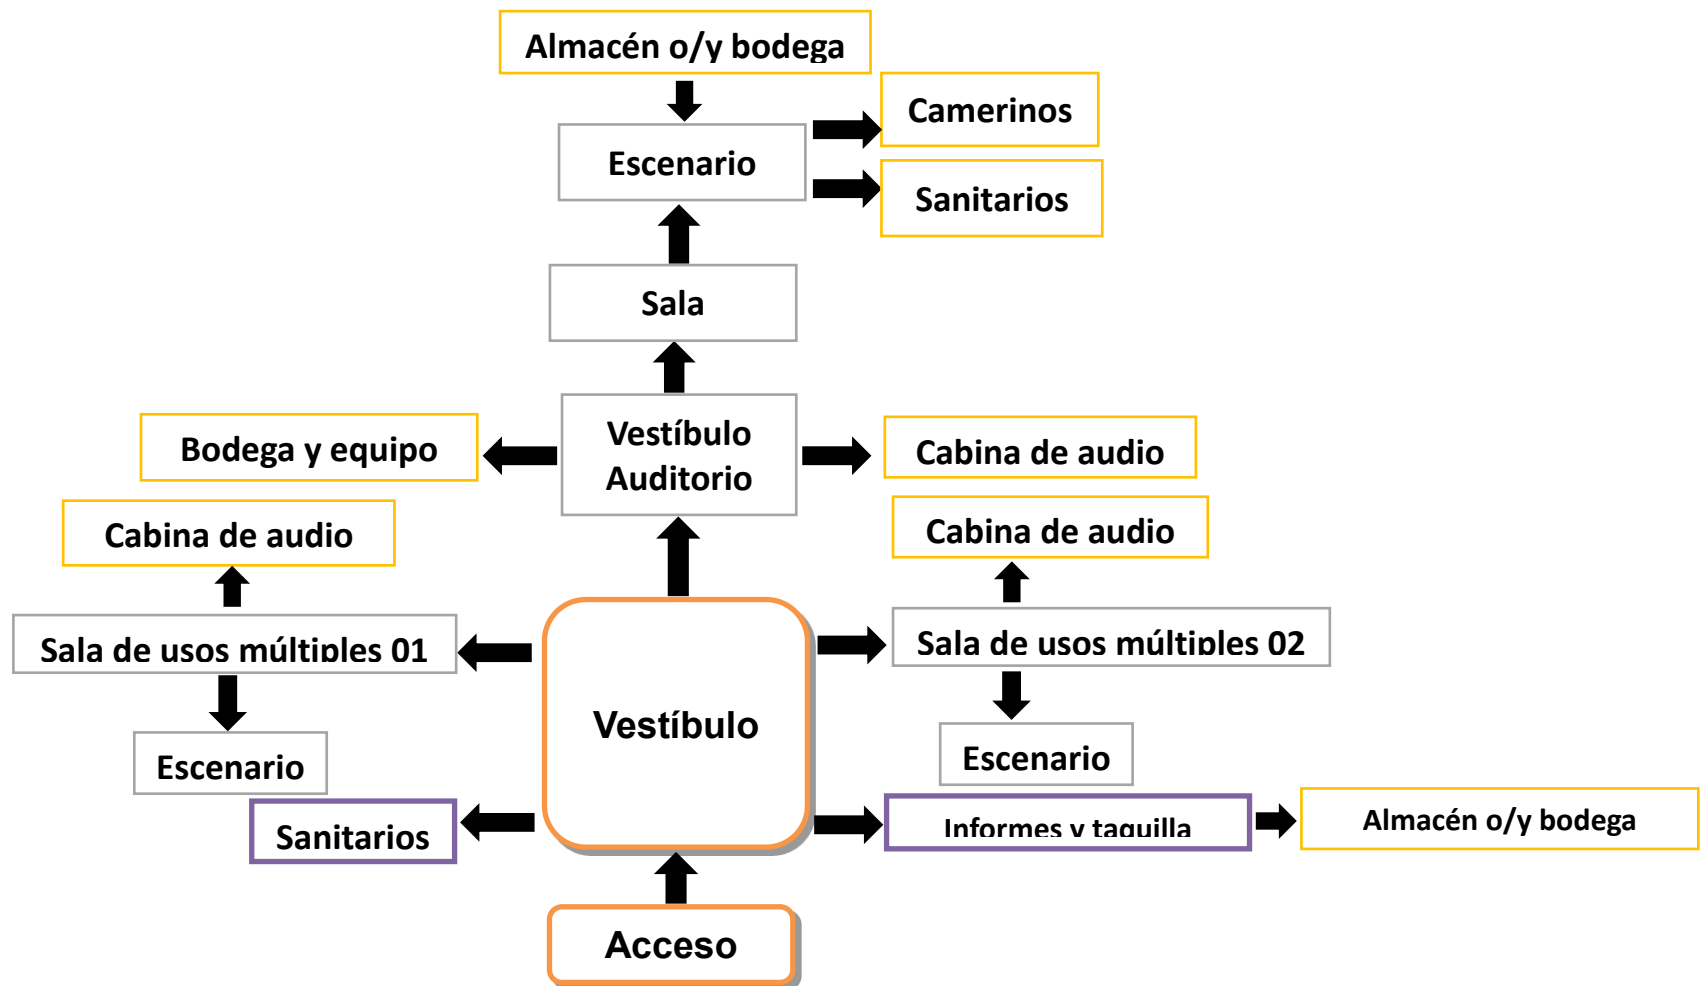 Almacén o/y bodega
Camerinos
Escenario
Sanitarios
Sala
Vestíbulo
Auditorio
Bodega y equipo
Cabina de audio
Cabina de audio
Cabina de audio
Sala de usos múltiples 01
Sala de usos múltiples 02
Vestíbulo
Escenario
Escenario
Sanitarios
Informes y taquilla
Almacén o/y bodega
Acceso